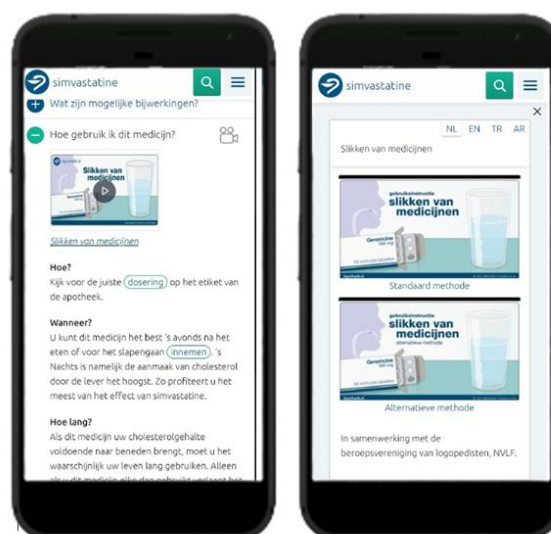 simvastatine
Wat zijn mogelijke bijwerkingen?
Hoe gebruik ik dit medicijn?
slikken van
medicijnen
Slikken van medicijnen
Hoe?
Kijk voor de juiste dosering op het etiket van
de apotheek.
Wanneer?
U kunt dit medicijn het best 's avonds na het
eten of voor het slapengaan innemen. 's
Nachts is namelijk de aanmaak van cholesterol
door de lever het hoogst. Zo profiteert u het
meest van het effect van simvastatine.
Hoe lang?
Als dit medicijn uw cholesterolgehalte
voldoende naar beneden brengt, moet u het
waarschijnlijk uw leven lang gebruiken. Alleen
simvastatine
NL EN TR AR
Slikken van medicijnen
gebruiksinstructie
slikken van
medicijnen
Standaard methode
gebruiksinstructie
slikken van
medicijnen
alternatieve methode
Alternatieve methode
In samenwerking met de
beroepsvereniging van logopedisten, NVLF.